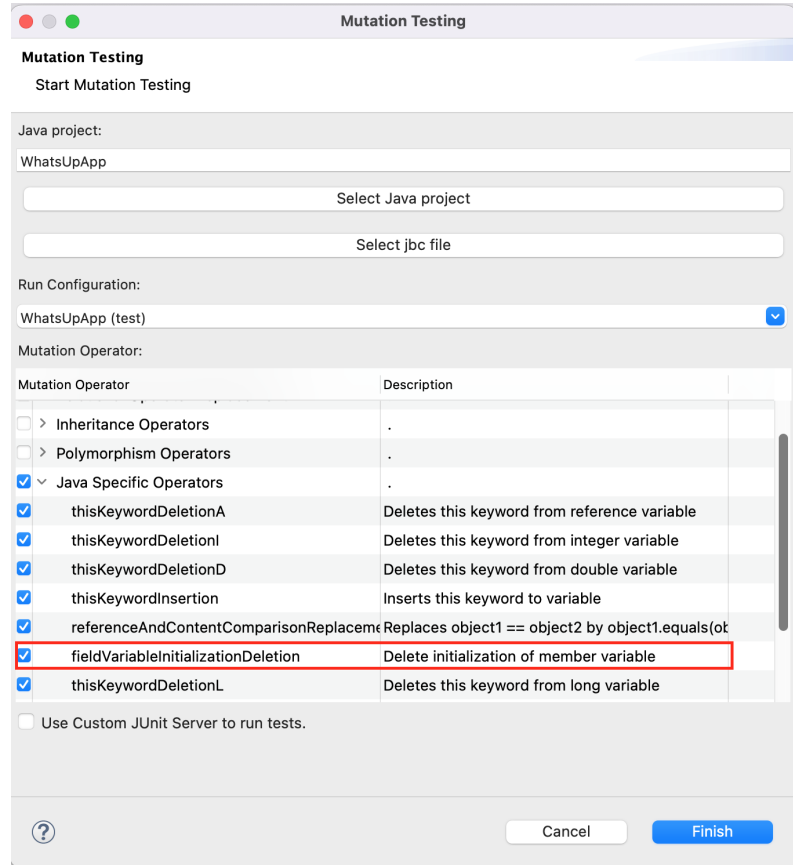 Mutation Testing
Mutation Testing
Start Mutation Testing
Java project:
WhatsUpApp
Select Java project
Select jbc file
Run Configuration:
WhatsUpApp (test)
Mutation Operator:
Mutation Operator Description
Inheritance Operators .
Polymorphism Operators .
Java Specific Operators .
thisKeywordDeletionA Deletes this keyword from reference variable
thisKeywordDeletionI Deletes this keyword from integer variable
thisKeywordDeletionD Deletes this keyword from double variable
thisKeywordInsertion Inserts this keyword to variable
referenceAndContentComparisonReplaceme Replaces object1 == object2 by object1.equals(ob
fieldVariableInitializationDeletion Delete initialization of member variable
thisKeywordDeletionL Deletes this keyword from long variable
Use Custom JUnit Server to run tests.
? Cancel Finish